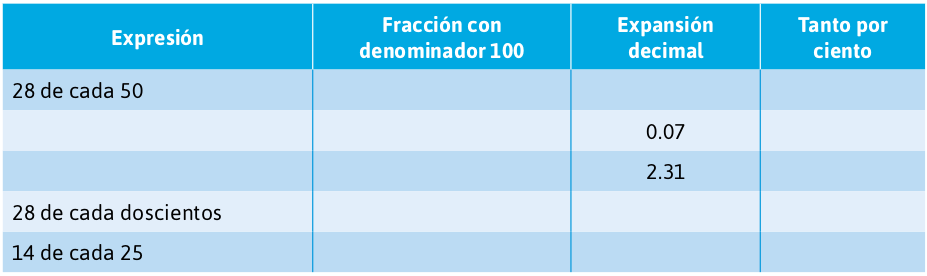 Expresión
Fracción con
denominador 100
Expansión
decimal
Tanto por
ciento
28 de cada 50
0.07
2.31
28 de cada doscientos
14 de cada 25